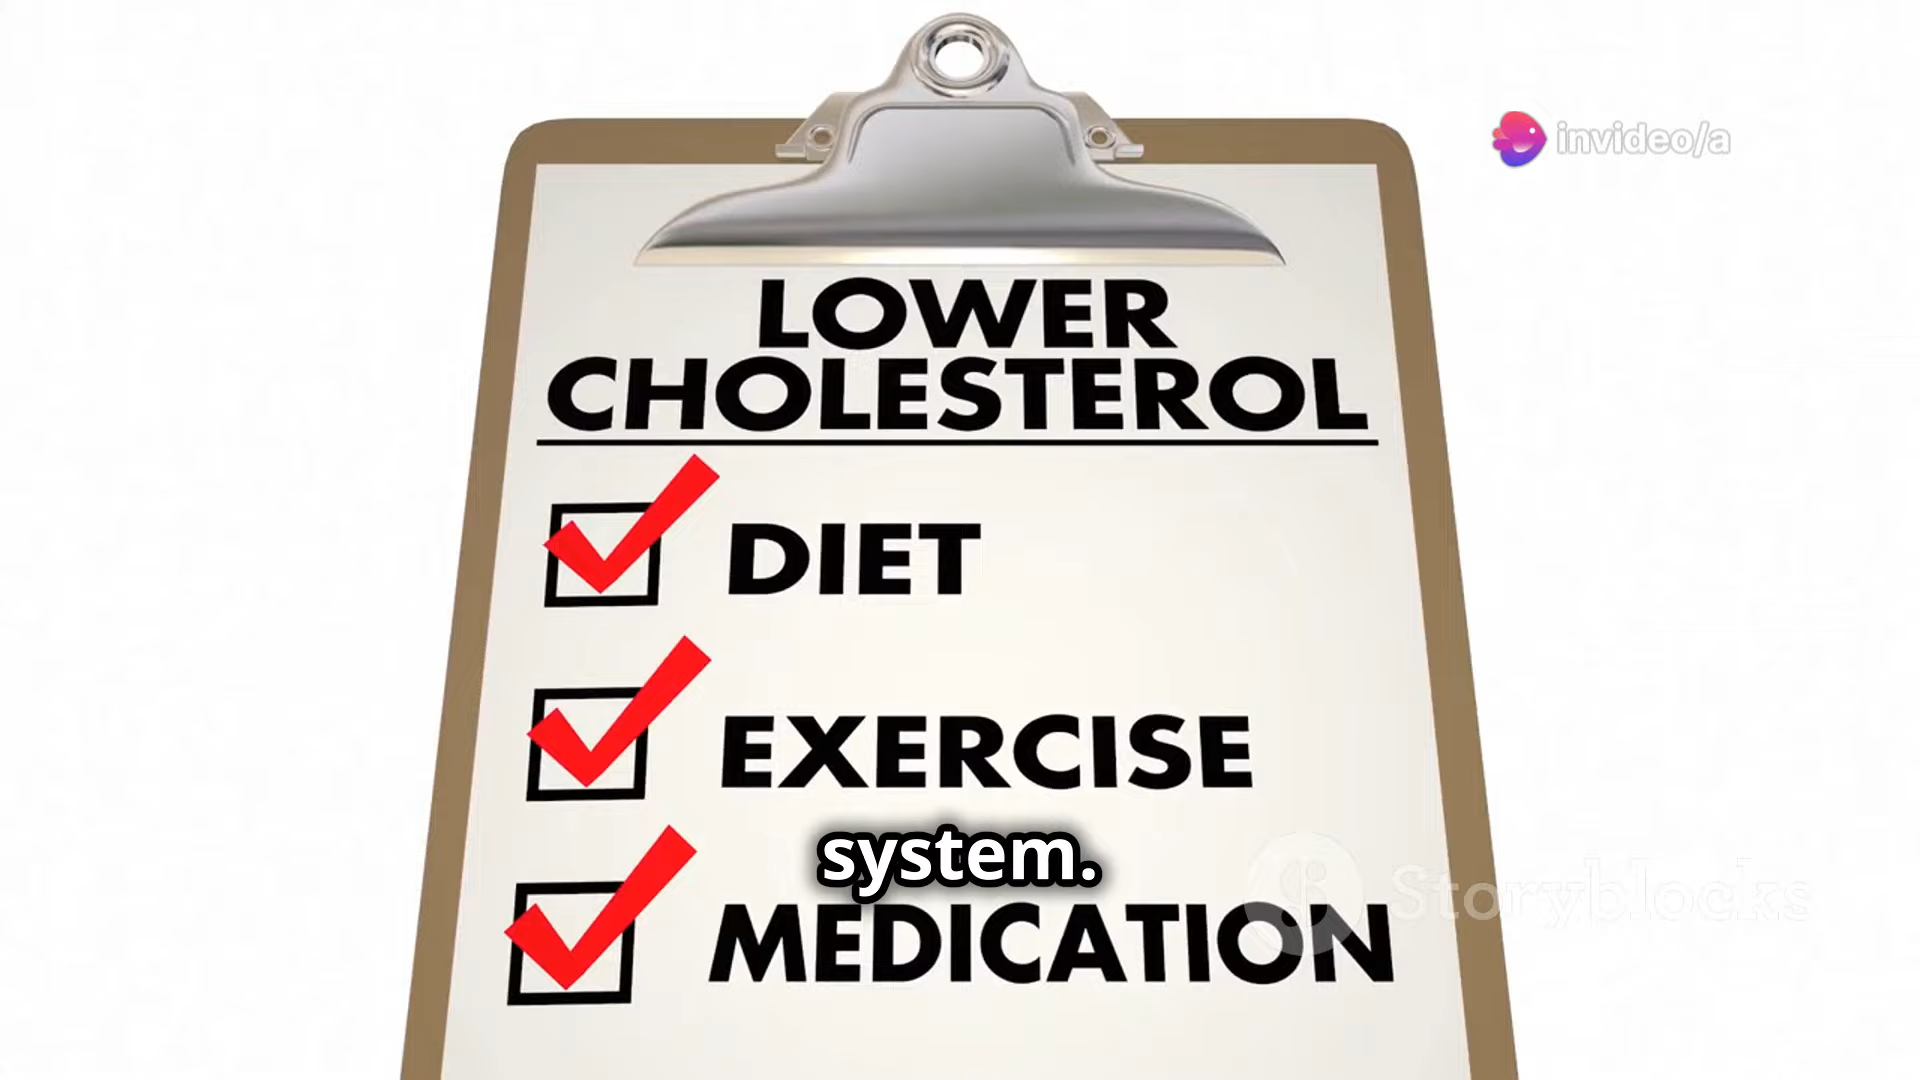 invideo/a
LOWER
CHOLESTEROL
DIET
EXERCISE
system.
Storyblocks
MEDICATION